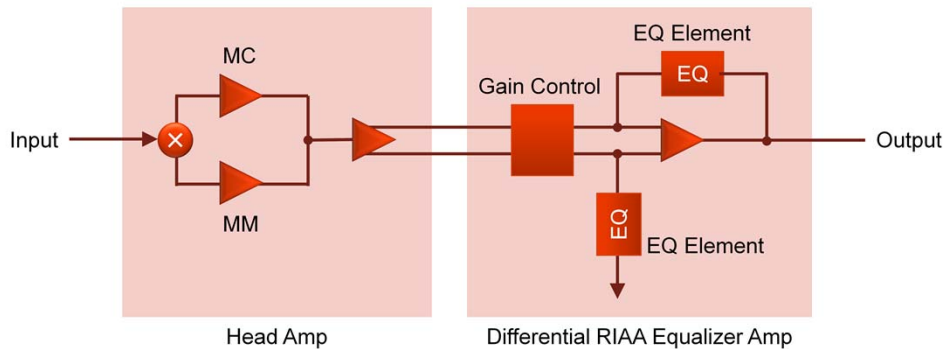 EQ Element
MC
EQ
Gain Control
Input
Output
MM
EQ
EQ Element
Head Amp
Differential RIAA Equalizer Amp